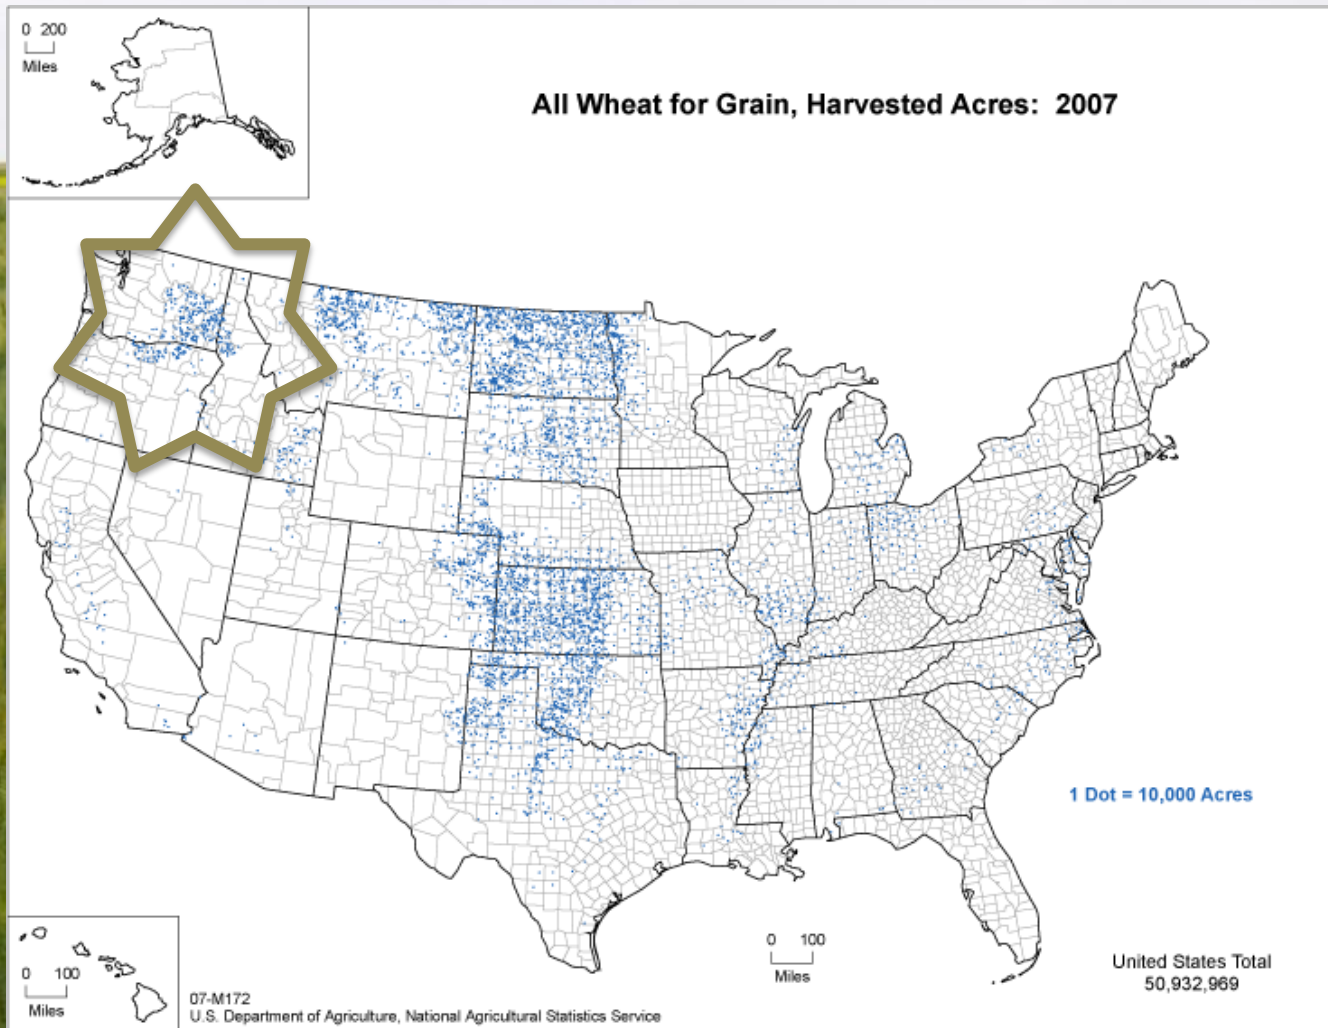 0 200
Miles
All Wheat for Grain, Harvested Acres: 2007
1 Dot = 10,000 Acres
0 100
Miles
United States Total
50,932,969
0 100
Miles
07-M172
U.S. Department of Agriculture, National Agricultural Statistics Service